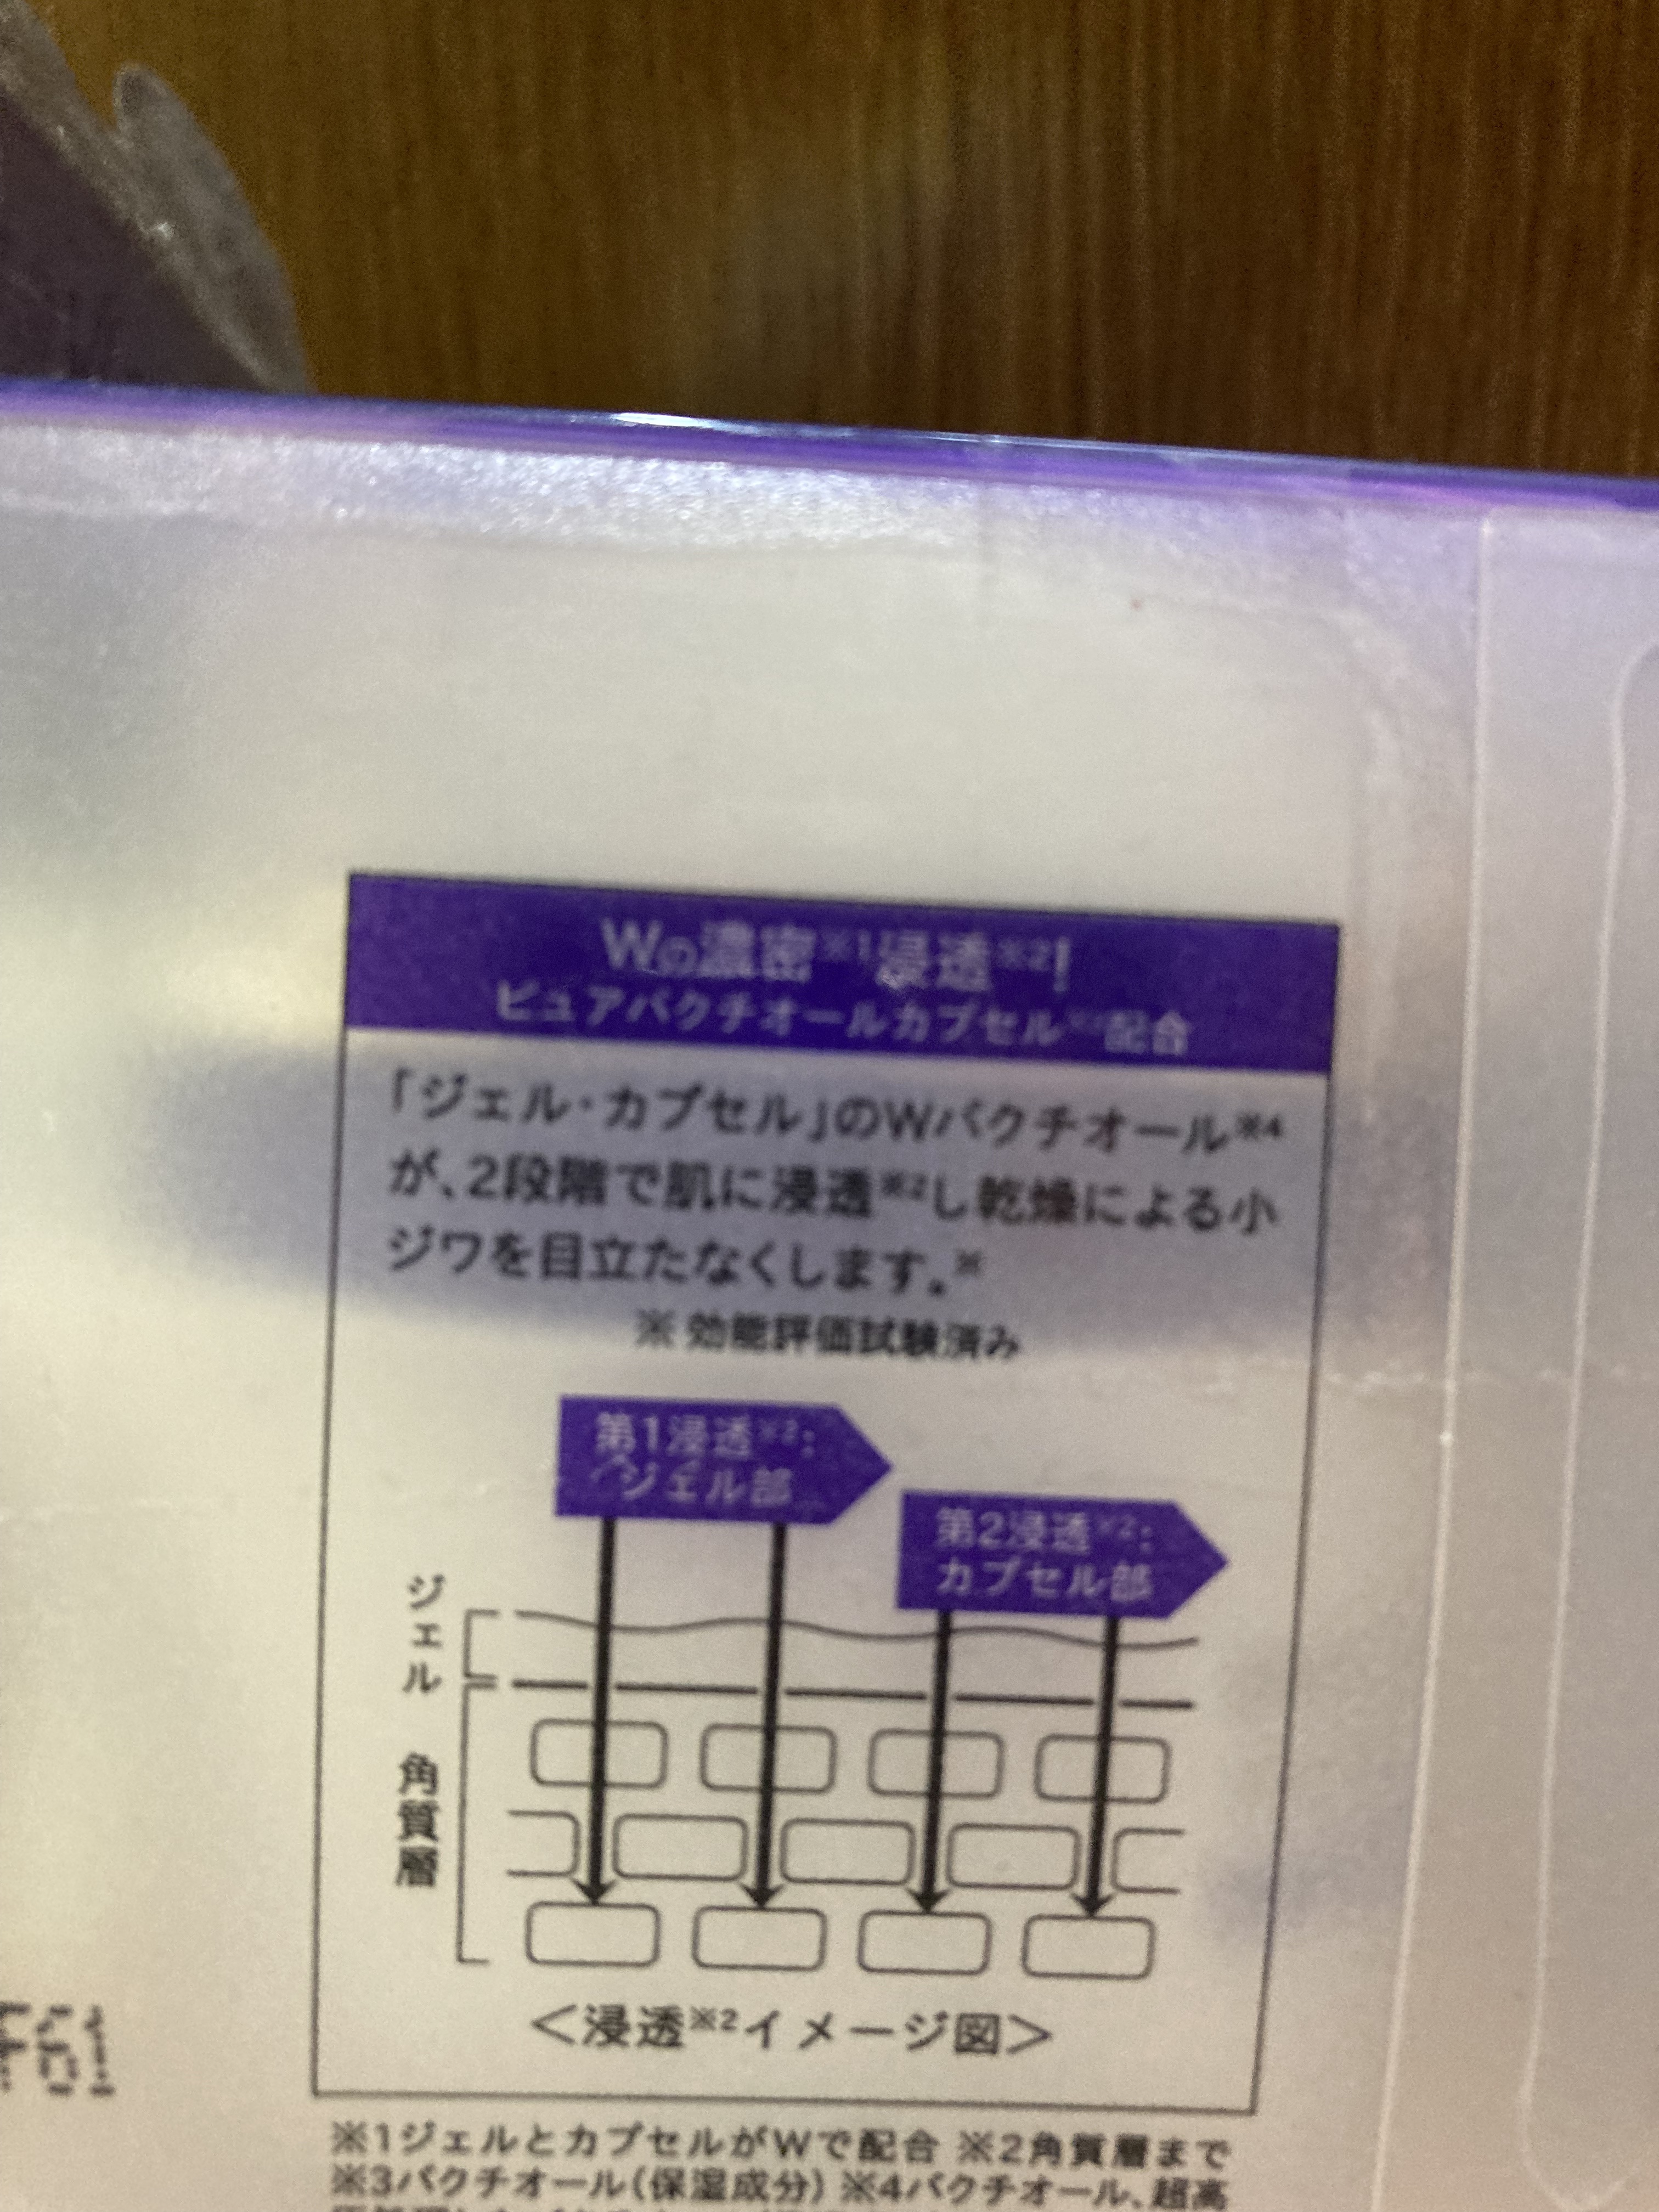 Wの濃密※1浸透※2!
ピュアバクチオールカプセル※3配合
「ジェル・カプセル」のWバクチオール※4
が、2段階で肌に浸透※2し乾燥による小
ジワを目立たなくします。※
※ 効能評価試験済み
第1浸透※2:
ジェル部
第2浸透※2:
カプセル部
ジェル
角質層
<浸透※2イメージ図>
F61
※1ジェルとカプセルがWで配合 ※2角質層まで
※3バクチオール(保湿成分) ※4バクチオール、超高